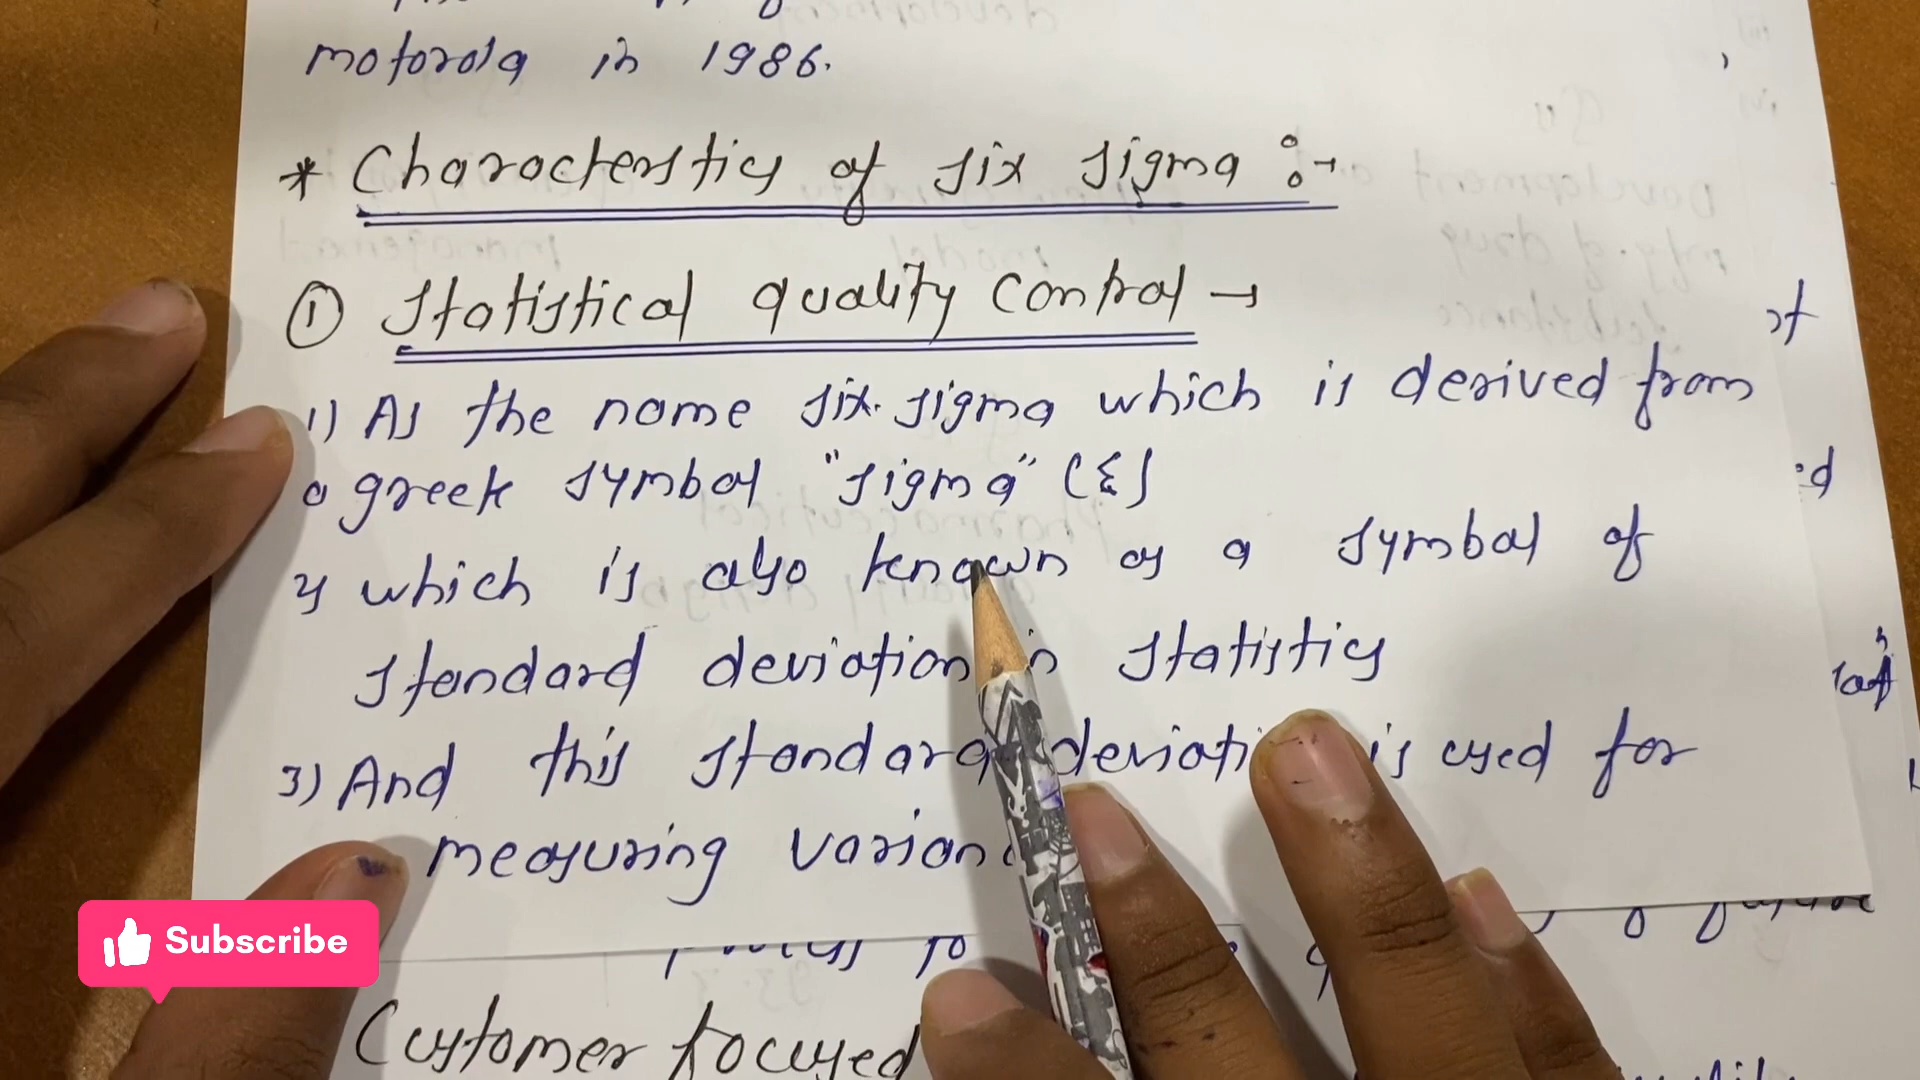 motorola in 1986.
* Characterstics of six sigma :-
① Statistical quality Control →
1) As the name six sigma which is derived from
a greek symbol "sigma" (Σ)
2) which is also known as a symbol of
standard deviation in statistics
3) And this standard deviation is used for
measuring
Customer focused
Subscribe